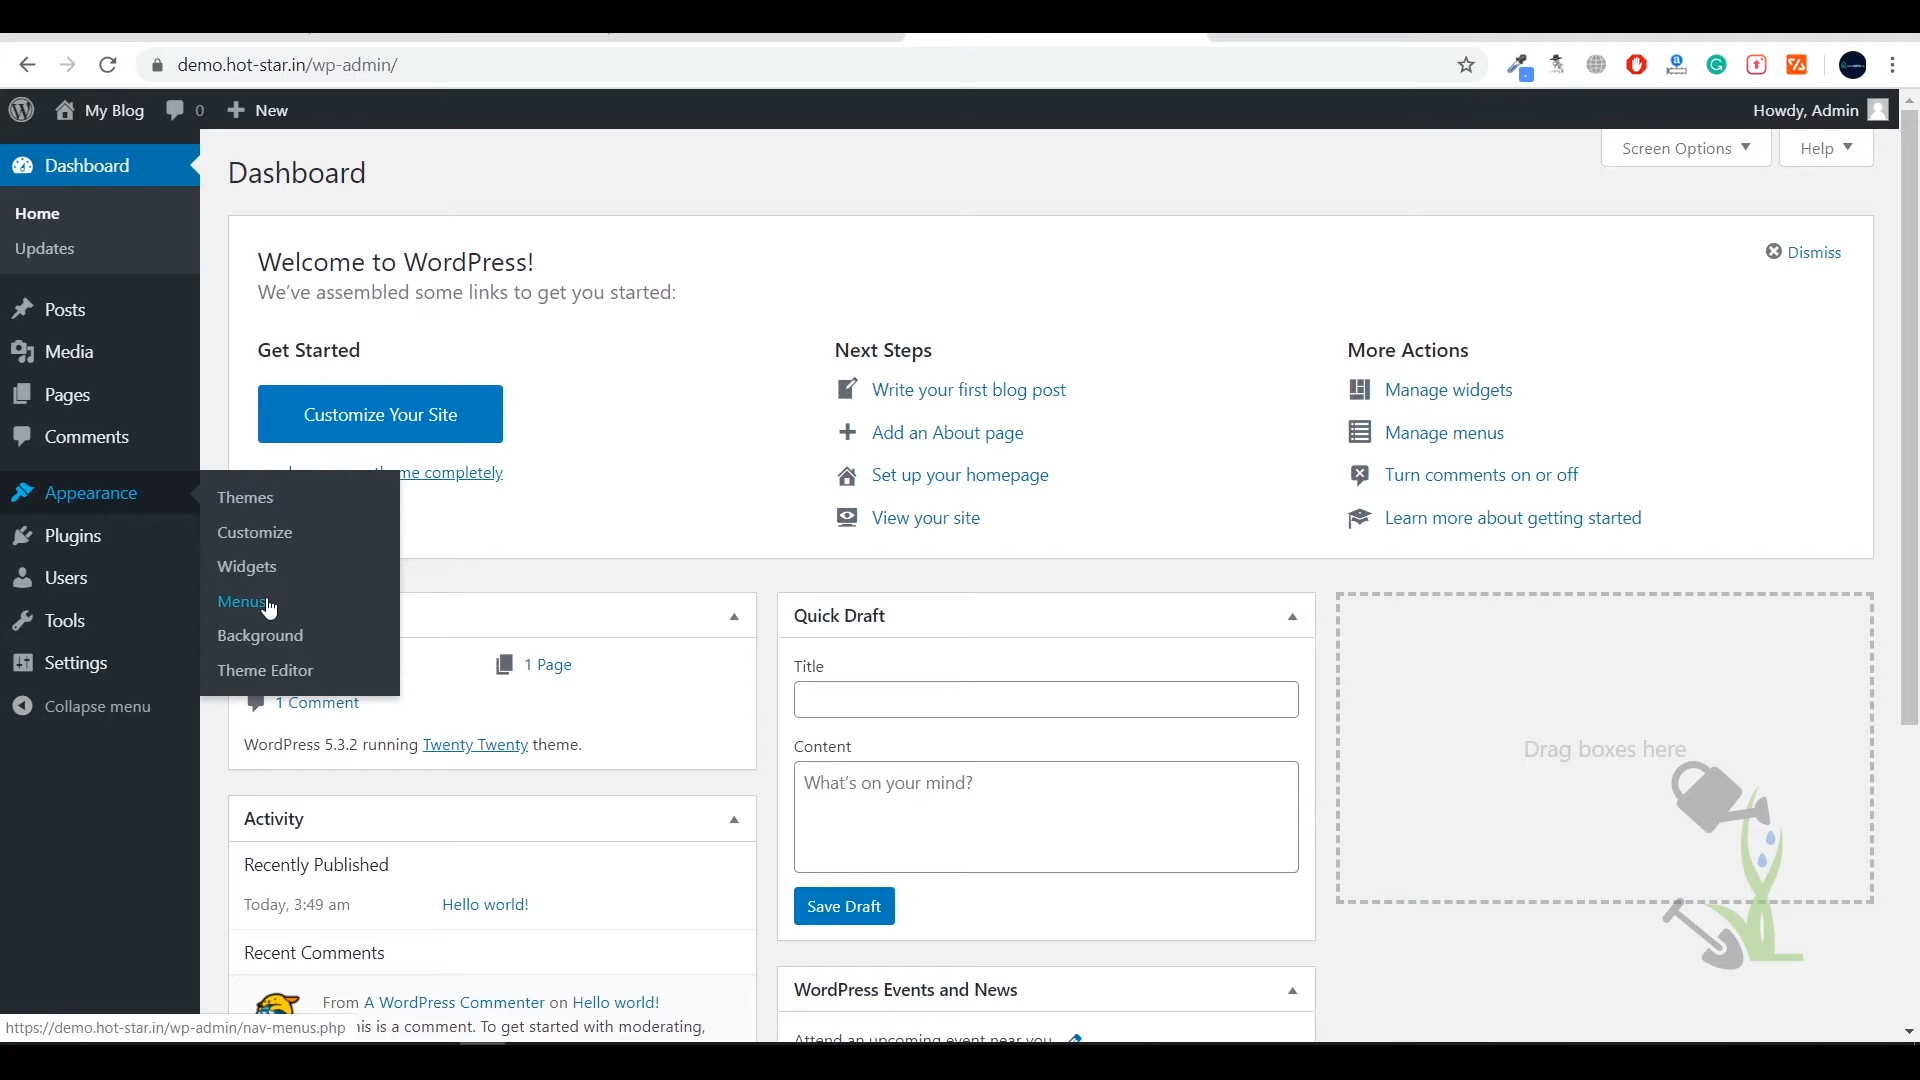 demo.hot-star.in/wp-admin/
My Blog 0 New
Howdy, Admin
Dashboard
Home
Updates
Posts
Media
Pages
Comments
Appearance
Plugins
Users
Tools
Settings
Collapse menu
Themes
Customize
Widgets
Menus
Background
Theme Editor
Screen Options
Help
Dashboard
Welcome to WordPress!
We've assembled some links to get you started:
Dismiss
Get Started
Customize Your Site
me completely
Next Steps
Write your first blog post
Add an About page
Set up your homepage
View your site
More Actions
Manage widgets
Manage menus
Turn comments on or off
Learn more about getting started
1 Page
1 Comment
WordPress 5.3.2 running Twenty Twenty theme.
Activity
Recently Published
Today, 3:49 am Hello world!
Recent Comments
From A WordPress Commenter on Hello world!
is is a comment. To get started with moderating,
Quick Draft
Title
Content
What's on your mind?
Save Draft
WordPress Events and News
Attend an upcoming event near you.
Drag boxes here
https://demo.hot-star.in/wp-admin/nav-menus.php